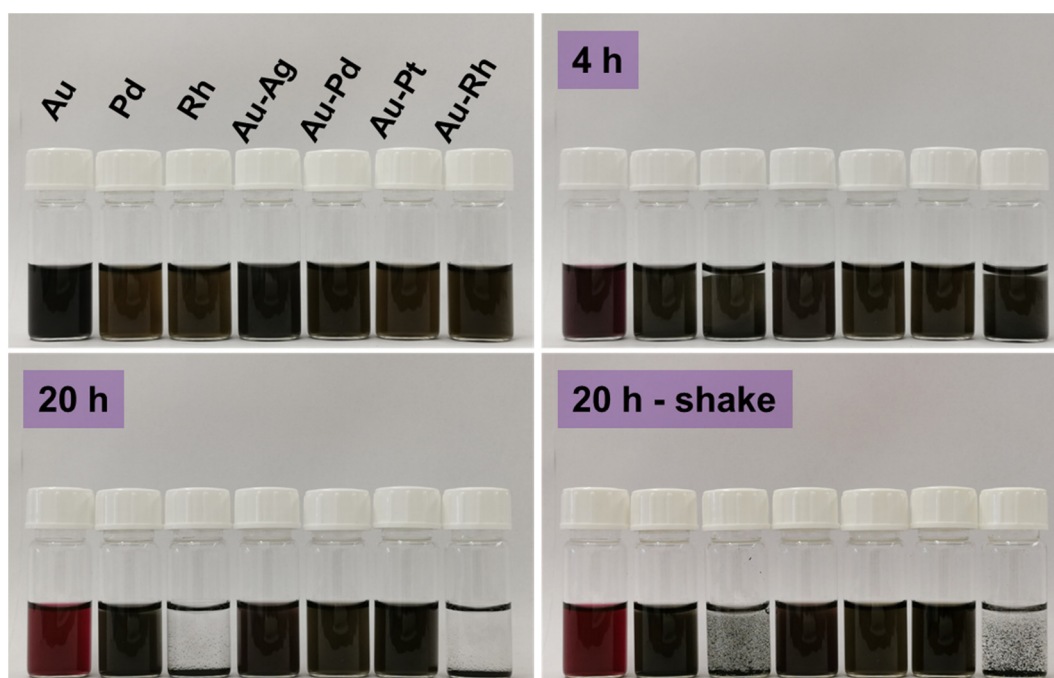 Au
Pd
Rh
Au-Ag
Au-Pd
Au-Pt
Au-Rh
4 h
20 h
20 h - shake